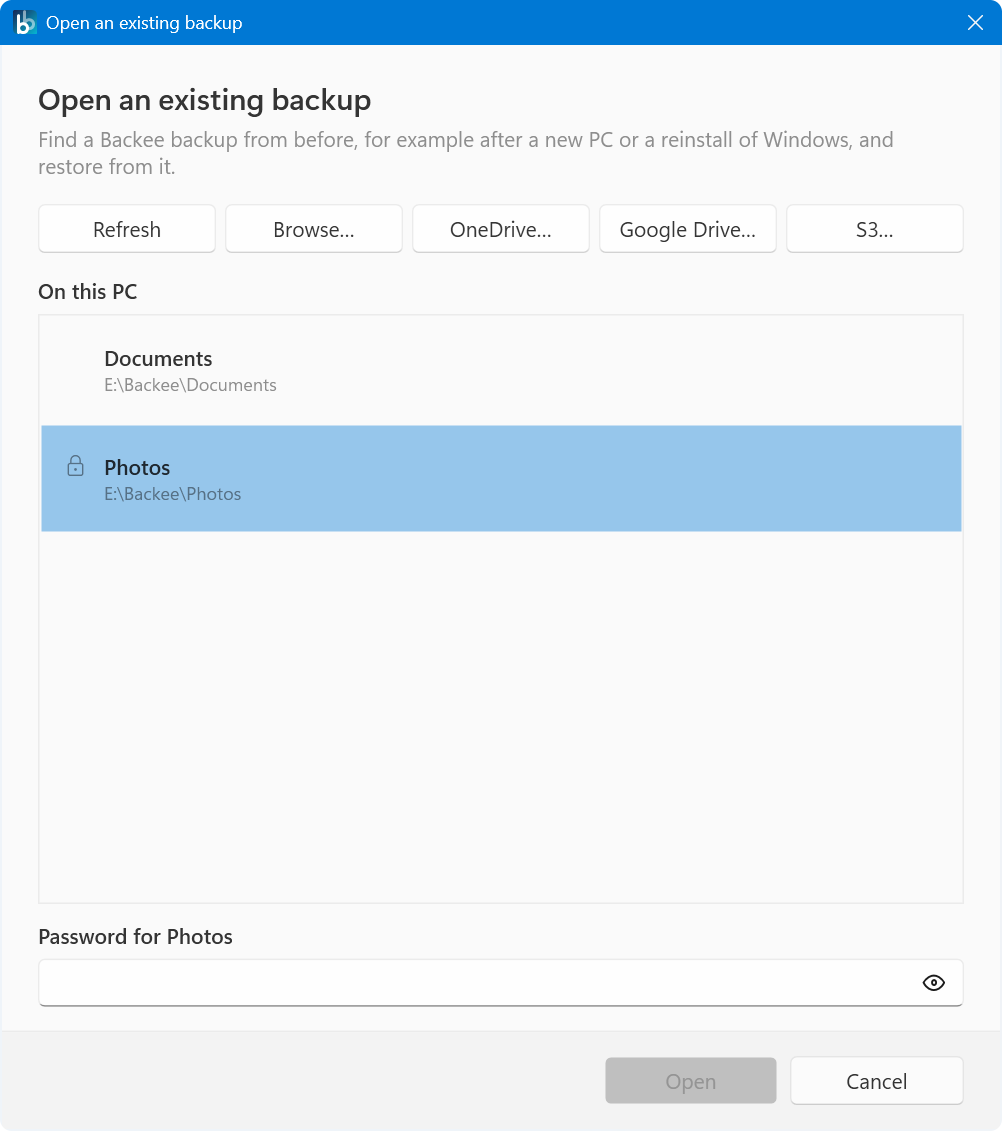 Open an existing backup
Open an existing backup
Find a Backee backup from before, for example after a new PC or a reinstall of Windows, and
restore from it.
Refresh
Browse...
OneDrive...
Google Drive...
S3...
On this PC
Documents
E:\Backee\Documents
Photos
E:\Backee\Photos
Password for Photos
Open
Cancel